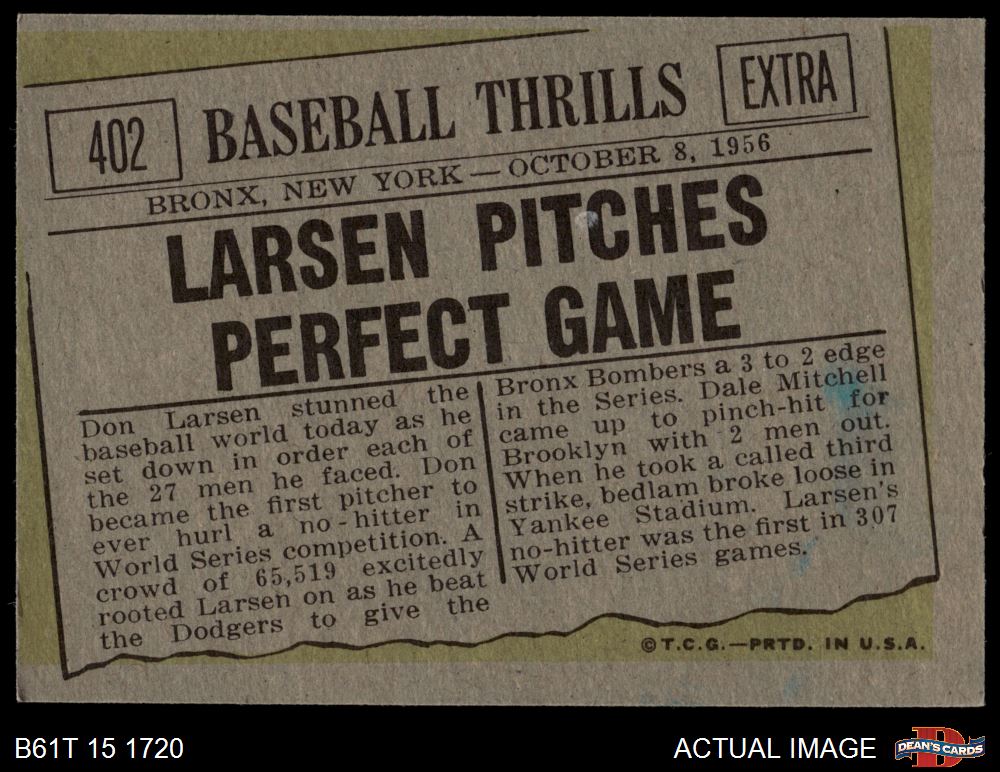 402
BASEBALL THRILLS
EXTRA
BRONX, NEW YORK — OCTOBER 8, 1956
LARSEN PITCHES
PERFECT GAME
Don Larsen stunned the
baseball world today as he
set down in order each of
the 27 men he faced. Don
became the first pitcher to
ever hurl a no-hitter in
World Series competition. A
crowd of 65,519 excitedly
rooted Larsen on as he beat
the Dodgers to give the
Bronx Bombers a 3 to 2 edge
in the Series. Dale Mitchell
came up to pinch-hit for
Brooklyn with 2 men out.
When he took a called third
strike, bedlam broke loose in
Yankee Stadium. Larsen's
no-hitter was the first in 307
World Series games.
©T.C.G.—PRTD. IN U.S.A.
B61T 15 1720
ACTUAL IMAGE
DEAN'S CARDS